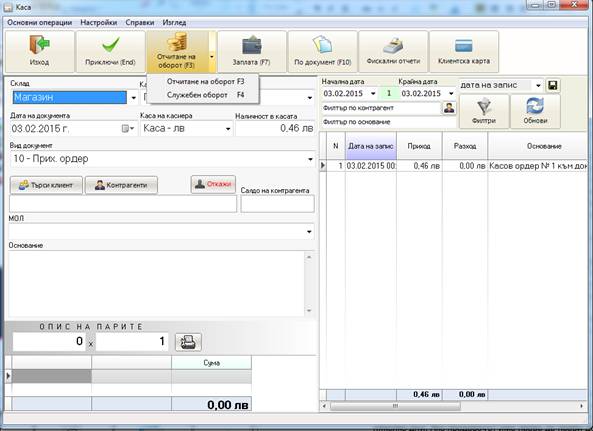 Каса
Основни операции Настройки Справки Изглед
Изход
Приключи (End)
Отчитане на
оборот (F3)
Заплата (F7)
По документ (F10)
Фискални отчети
Клиентска карта
Отчитане на оборот F3
Служебен оборот F4
Склад
Магазин
Дата на документа
Каса на касиера
Наличност в касата
03.02.2015 г.
Каса - лв
0,46 лв
Вид документ
10 - Прих. ордер
Търси клиент
Контрагенти
Откажи
Салдо на контрагента
МОЛ
Основание
ОПИС НА ПАРИТЕ
0 x 1
Сума
0,00 лв
Начална дата
Крайна дата
03.02.2015 1 03.02.2015
дата на запис
Филтър по контрагент
Филтър по основание
Филтри
Обнови
N Дата на запис Приход Разход Основание
1 03.02.2015 00: 0,46 лв 0,00 лв Касов ордер № 1 към док
0,46 лв 0,00 лв